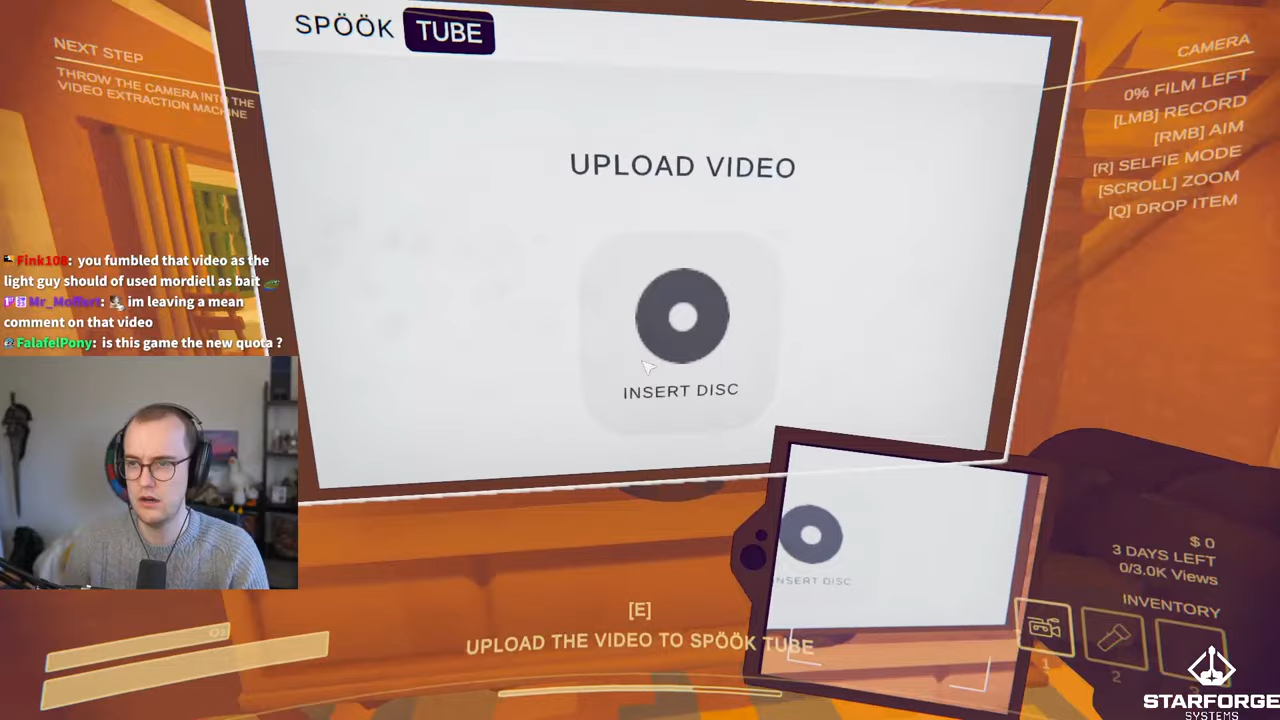 SPÖÖK TUBE
NEXT STEP
THROW THE CAMERA INTO THE
VIDEO EXTRACTION MACHINE
CAMERA
0% FILM LEFT
[LMB] RECORD
[RMB] AIM
[R] SELFIE MODE
[SCROLL] ZOOM
[Q] DROP ITEM
UPLOAD VIDEO
INSERT DISC
Fink108: you fumbled that video as the
light guy should of used mordiell as bait
im leaving a mean
comment on that video
FalafelPony: is this game the new quota ?
NSERT DISC
$ 0
3 DAYS LEFT
0/3.0K Views
INVENTORY
1
2
[E]
UPLOAD THE VIDEO TO SPÖÖK TUBE
STARFORGE
SYSTEMS